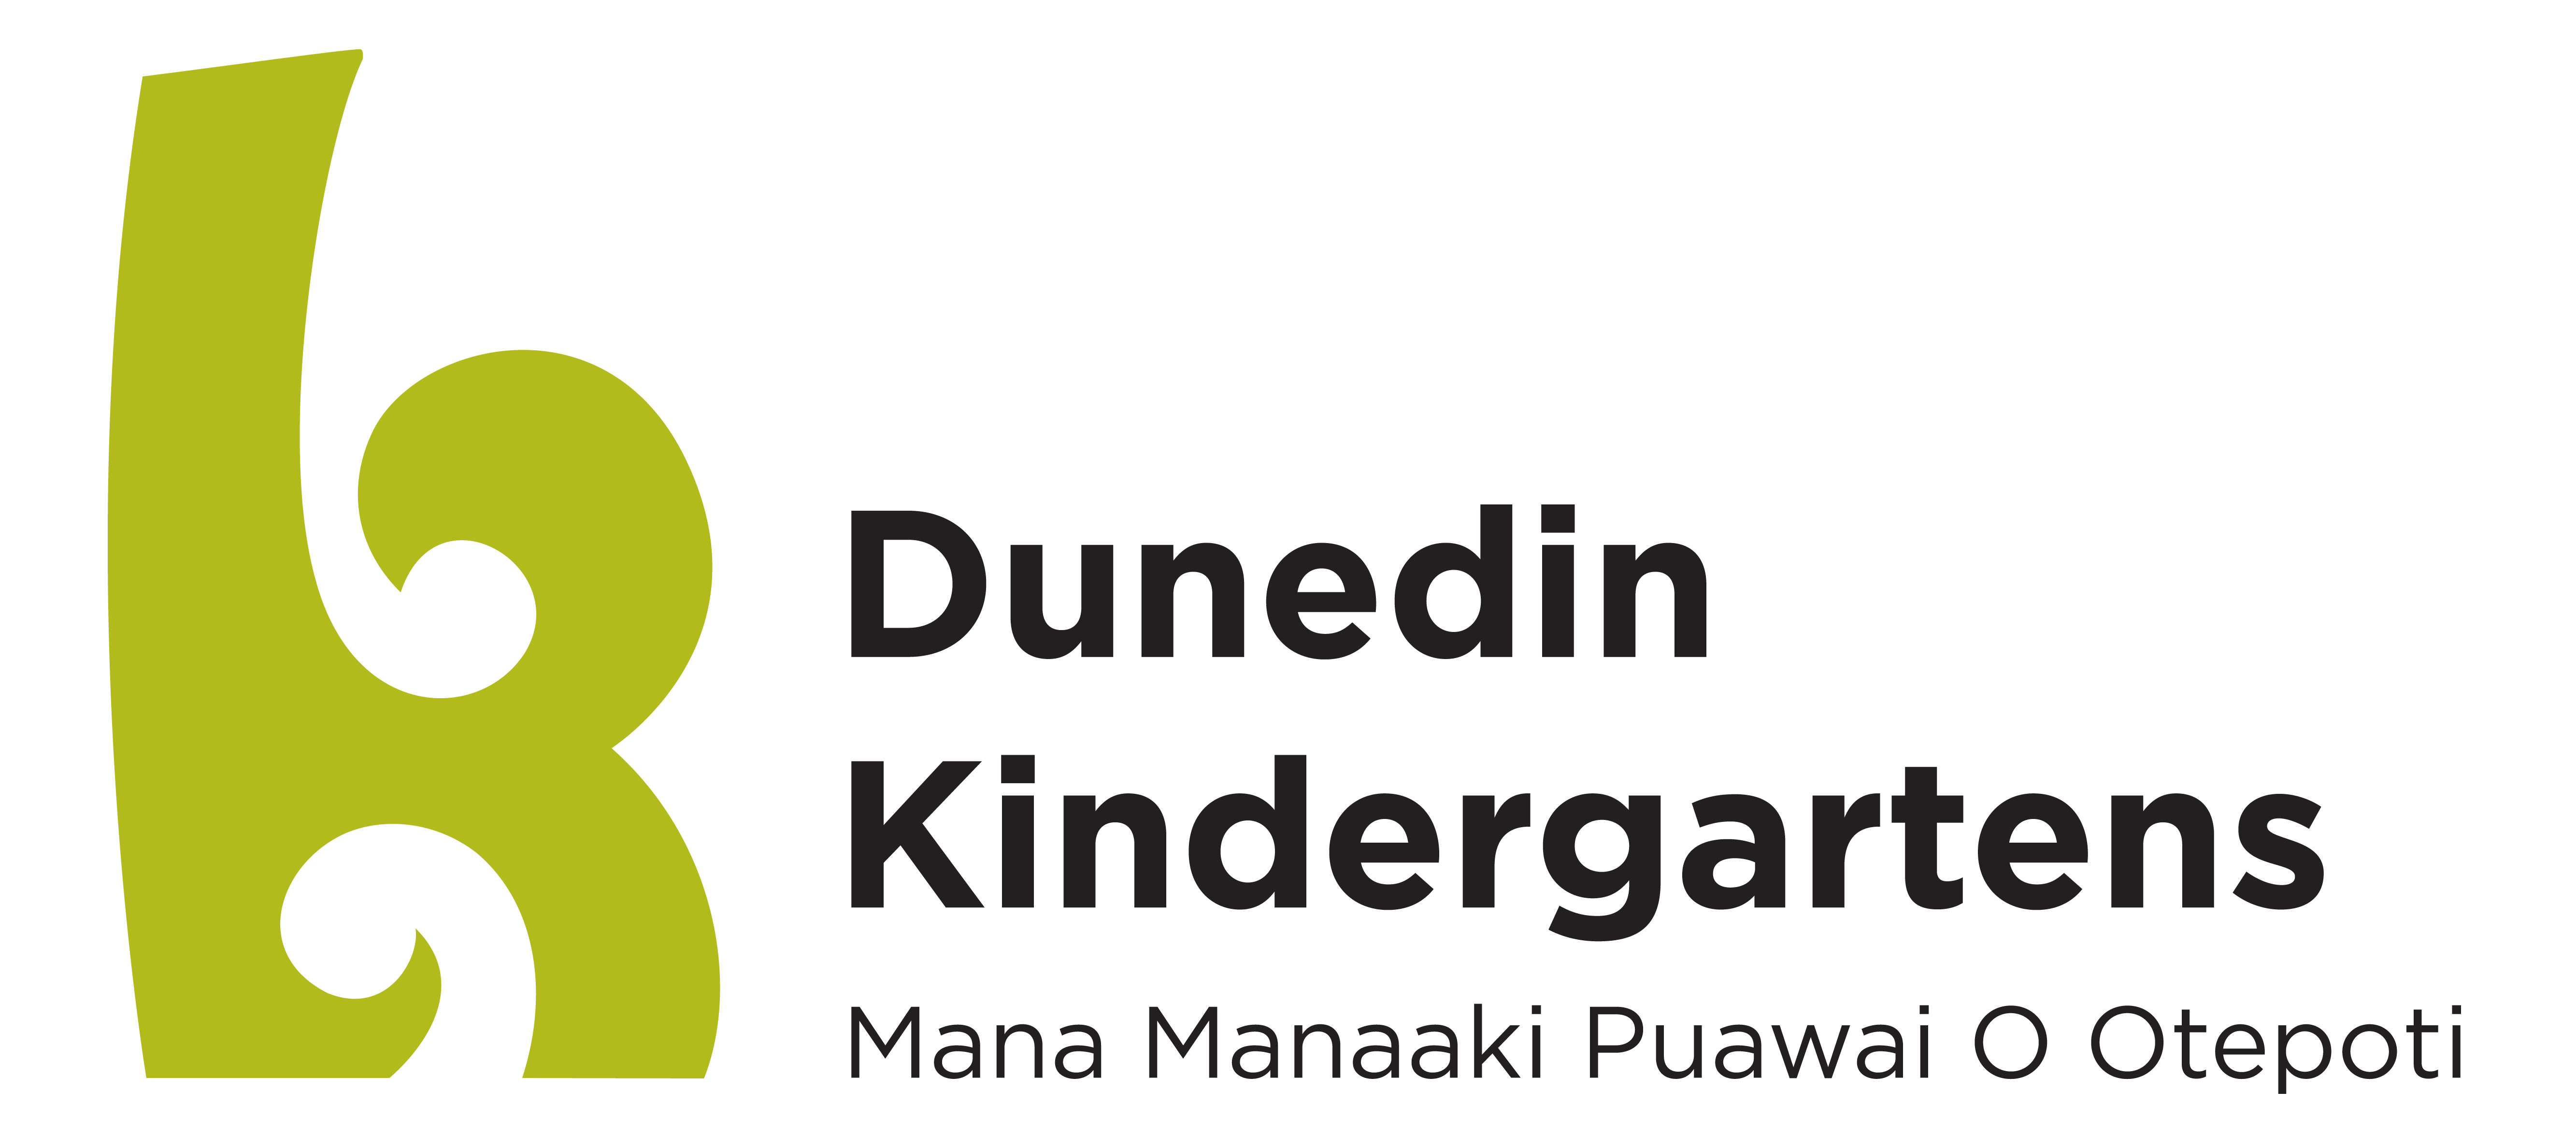 Dunedin
Kindergartens
Mana Manaaki Puawai O Otepoti